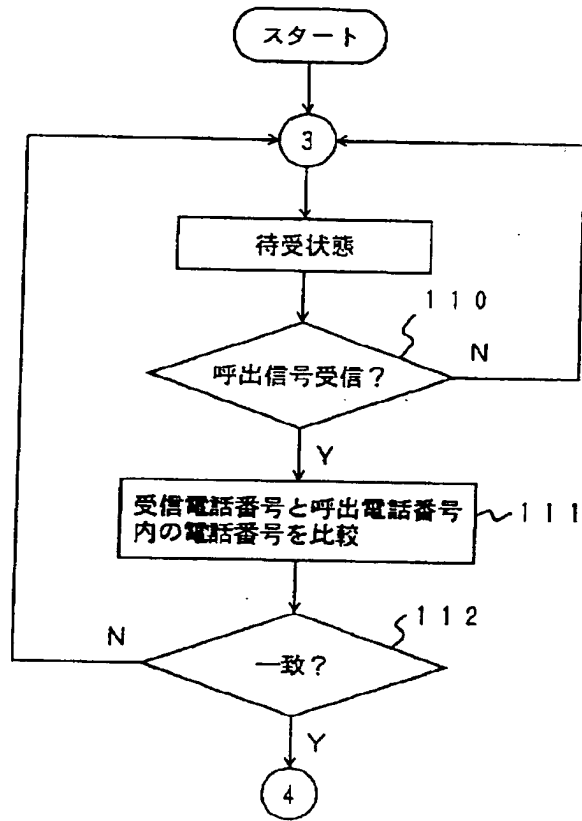 スタート
3
待受状態
110
呼出信号受信？
N
Y
受信電話番号と呼出電話番号
内の電話番号を比較
111
112
N
一致？
Y
4